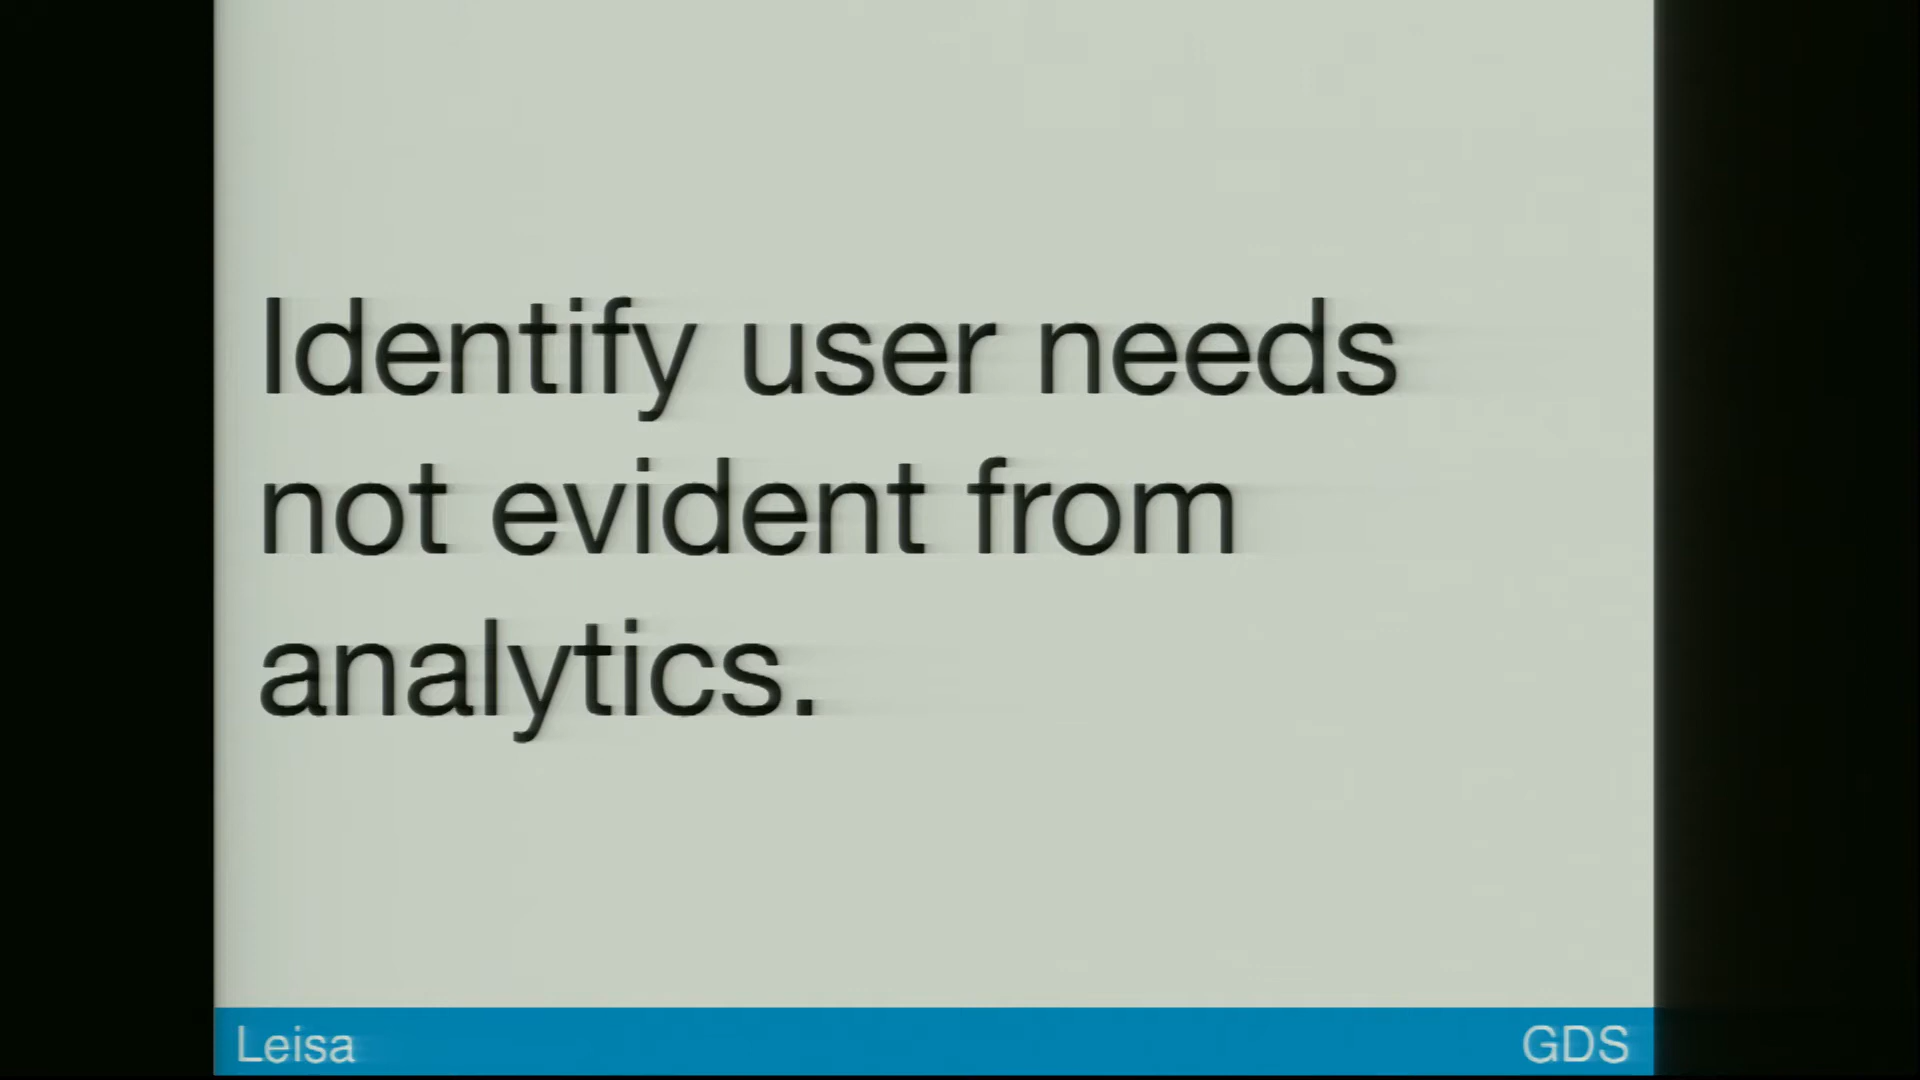 Identify user needs
not evident from
analytics.
Leisa
GDS